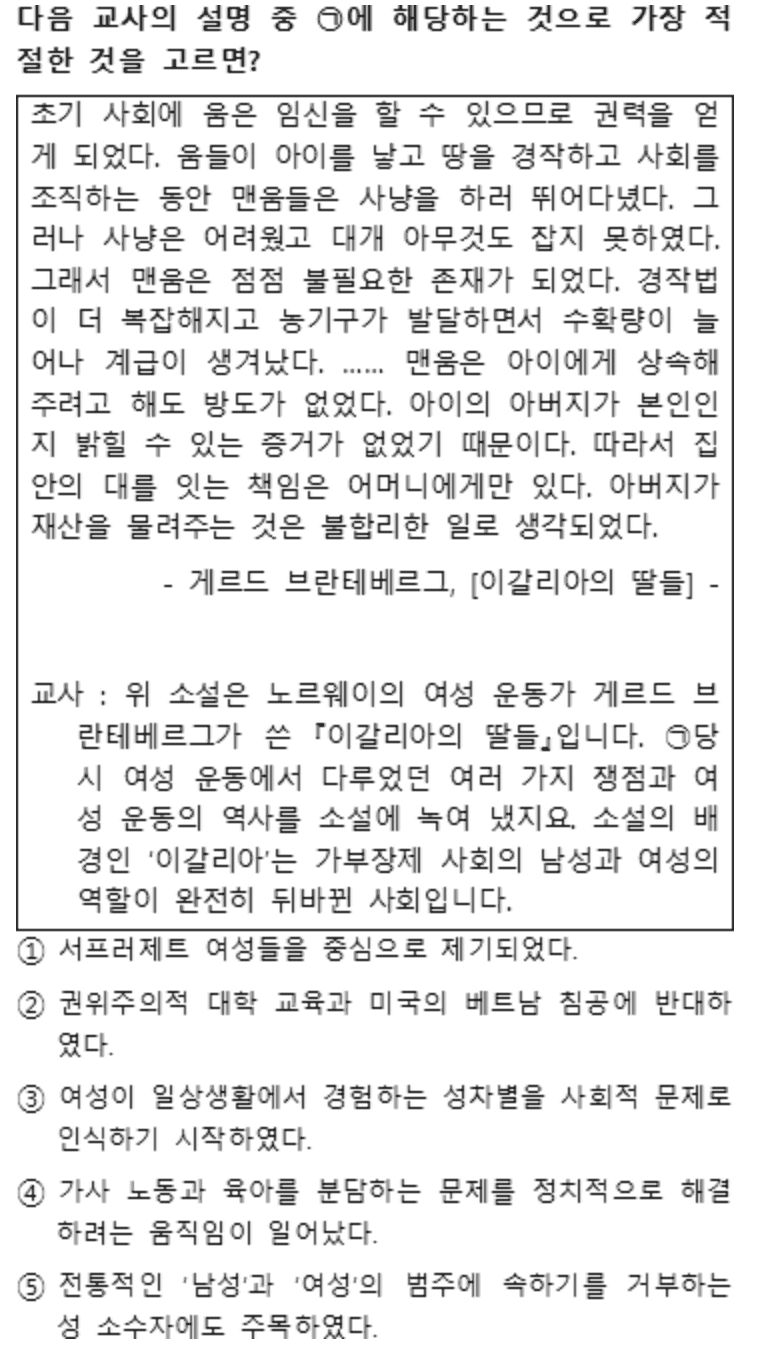 다음 교사의 설명 중 ㉠에 해당하는 것으로 가장 적
절한 것을 고르면?
초기 사회에 움은 임신을 할 수 있으므로 권력을 얻
게 되었다. 움들이 아이를 낳고 땅을 경작하고 사회를
조직하는 동안 맨움들은 사냥을 하러 뛰어다녔다. 그
러나 사냥은 어려웠고 대개 아무것도 잡지 못하였다.
그래서 맨움은 점점 불필요한 존재가 되었다. 경작법
이 더 복잡해지고 농기구가 발달하면서 수확량이 늘
어나 계급이 생겨났다. …… 맨움은 아이에게 상속해
주려고 해도 방도가 없었다. 아이의 아버지가 본인인
지 밝힐 수 있는 증거가 없었기 때문이다. 따라서 집
안의 대를 잇는 책임은 어머니에게만 있다. 아버지가
재산을 물려주는 것은 불합리한 일로 생각되었다.
- 게르드 브란테베르그, [이갈리아의 딸들] -
교사 : 위 소설은 노르웨이의 여성 운동가 게르드 브
란테베르그가 쓴 『이갈리아의 딸들』입니다. ㉠당
시 여성 운동에서 다루었던 여러 가지 쟁점과 여
성 운동의 역사를 소설에 녹여 냈지요. 소설의 배
경인 '이갈리아'는 가부장제 사회의 남성과 여성의
역할이 완전히 뒤바뀐 사회입니다.
① 서프러제트 여성들을 중심으로 제기되었다.
② 권위주의적 대학 교육과 미국의 베트남 침공에 반대하
였다.
③ 여성이 일상생활에서 경험하는 성차별을 사회적 문제로
인식하기 시작하였다.
④ 가사 노동과 육아를 분담하는 문제를 정치적으로 해결
하려는 움직임이 일어났다.
⑤ 전통적인 '남성'과 '여성'의 범주에 속하기를 거부하는
성 소수자에도 주목하였다.